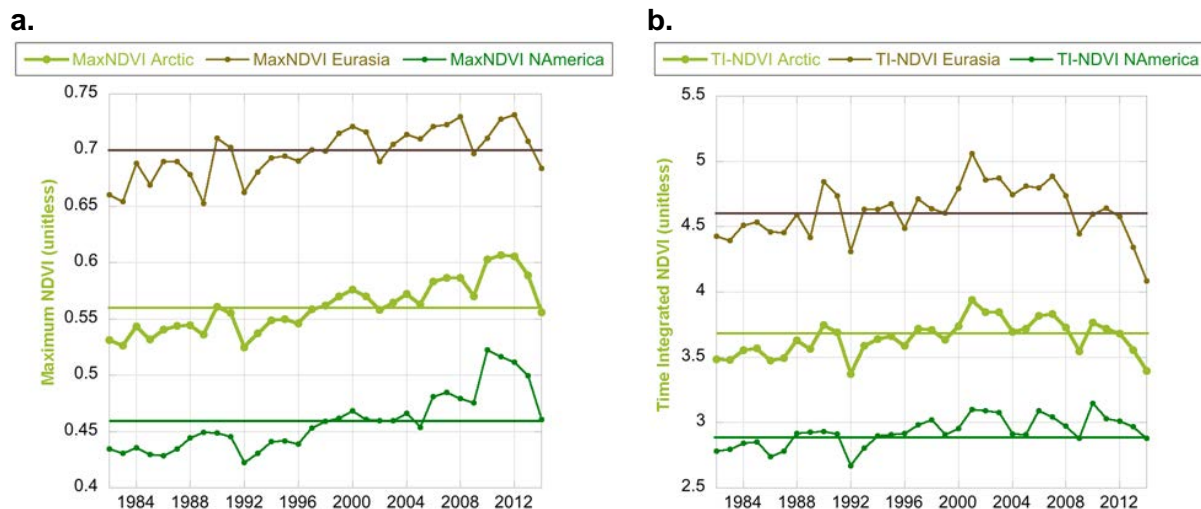 a.
MaxNDVI Arctic MaxNDVI Eurasia MaxNDVI NAmerica
Maximum NDVI (unitless)
0.75
0.7
0.65
0.6
0.55
0.5
0.45
0.4
1984 1988 1992 1996 2000 2004 2008 2012
b.
TI-NDVI Arctic TI-NDVI Eurasia TI-NDVI NAmerica
Time Integrated NDVI (unitless)
5.5
5
4.5
4
3.5
3
2.5
1984 1988 1992 1996 2000 2004 2008 2012